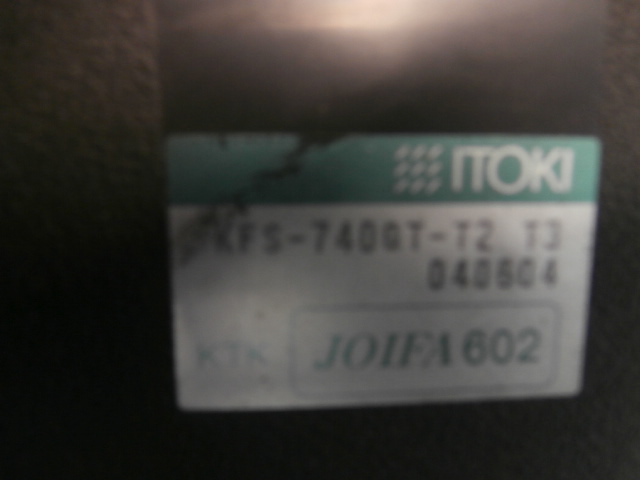 ITOKI
KFS-740GT-T2 T3
040604
KTK JOIFA 602